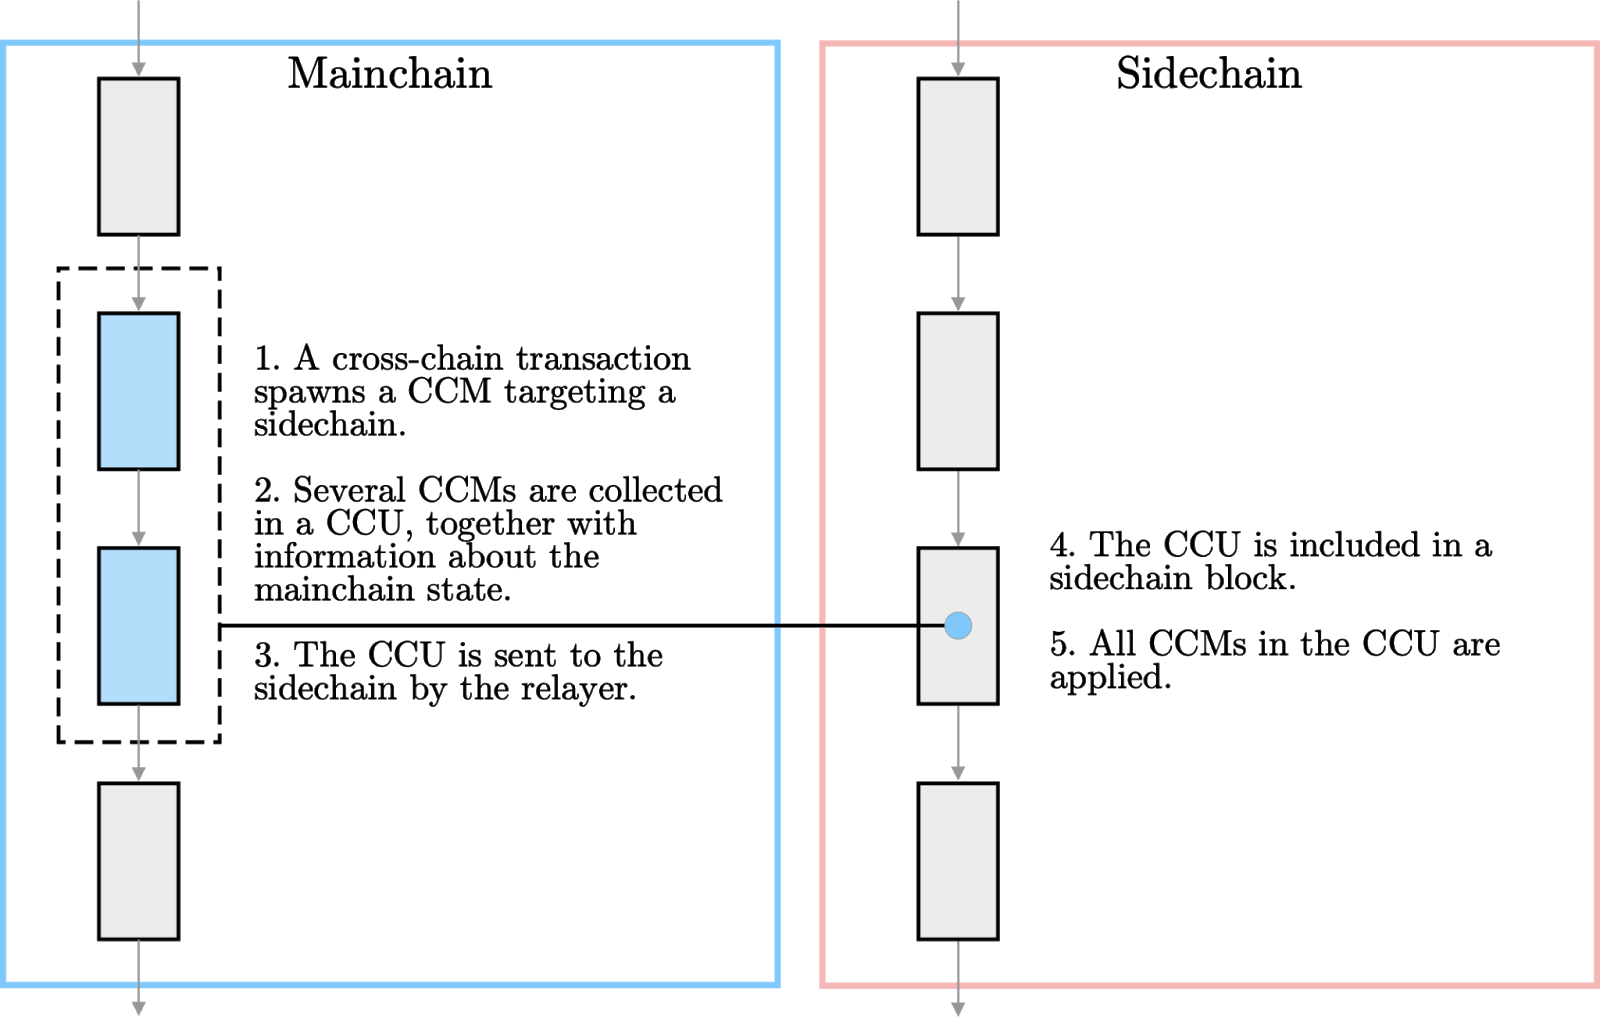 Mainchain
1. A cross-chain transaction
spawns a CCM targeting a
sidechain.
2. Several CCMs are collected
in a CCU, together with
information about the
mainchain state.
3. The CCU is sent to the
sidechain by the relayer.
Sidechain
4. The CCU is included in a
sidechain block.
5. All CCMs in the CCU are
applied.